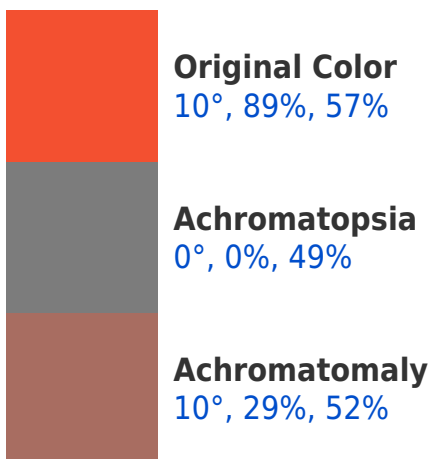 Original Color
10°, 89%, 57%
Achromatopsia
0°, 0%, 49%
Achromatomaly
10°, 29%, 52%